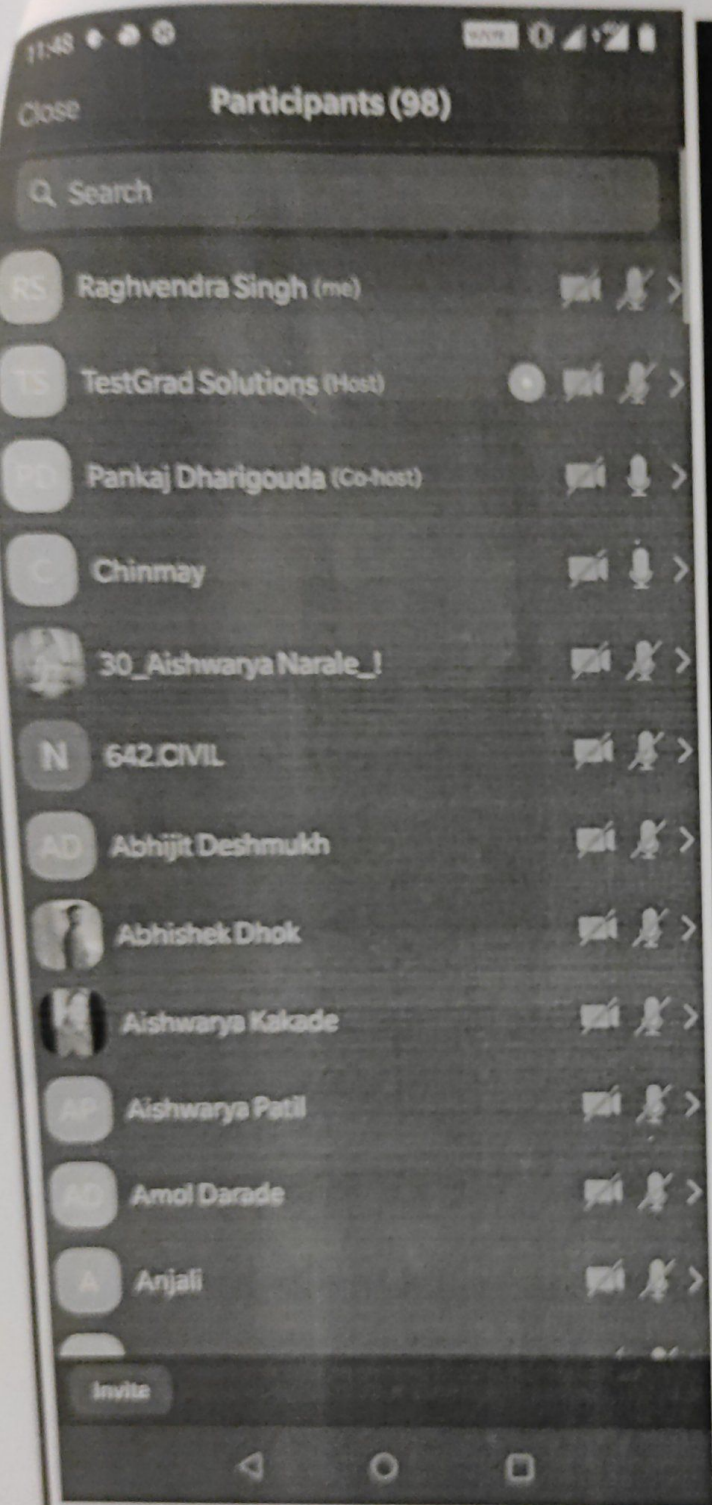 11:48
Close Participants (98)
Search
RS Raghvendra Singh (me)
TS TestGrad Solutions (Host)
PD Pankaj Dharigouda (Co-host)
C Chinmay
30_Aishwarya Narale_!
N 642.CIVIL
AD Abhijit Deshmukh
Abhishek Dhok
Aishwarya Kakade
AP Aishwarya Patil
AD Amol Darade
A Anjali
Invite